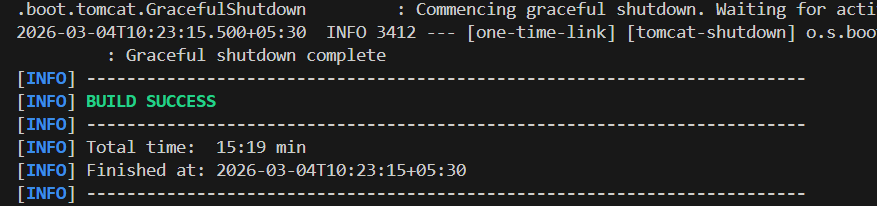 .boot.tomcat.GracefulShutdown         : Commencing graceful shutdown. Waiting for acti
2026-03-04T10:23:15.500+05:30  INFO 3412 --- [one-time-link] [tomcat-shutdown] o.s.boo
         : Graceful shutdown complete
[INFO] ------------------------------------------------------------------------
[INFO] BUILD SUCCESS
[INFO] ------------------------------------------------------------------------
[INFO] Total time:  15:19 min
[INFO] Finished at: 2026-03-04T10:23:15+05:30
[INFO] ------------------------------------------------------------------------